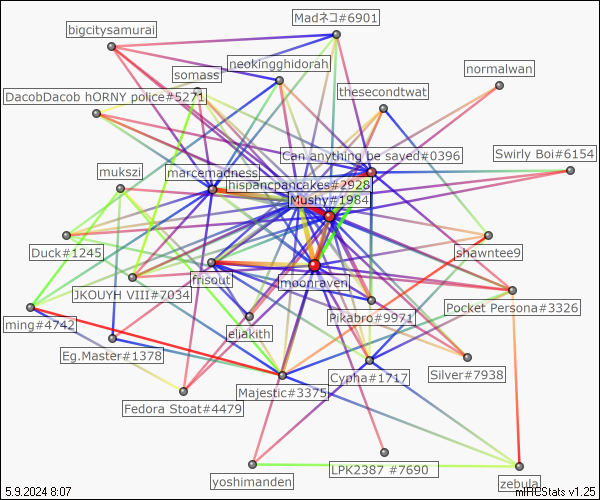 Madネコ#6901
bigcitysamurai
neokingghidorah
normalwan
somass
thesecondtwat
DacobDacob hORNY police#5271
Can anything be saved#0396
Swirly Boi#6154
mukszi
marcemadness
hispancpancakes#2928
Mushy#1984
Duck#1245
shawntee9
frisout
moonraven
JKOUYH VIII#7034
Pocket Persona#3326
ming#4742
eliakith
Pikabro#9971
Eg.Master#1378
Silver#7938
Cypha#1717
Majestic#3375
Fedora Stoat#4479
LPK2387 #7690
yoshimanden
zebula
5.9.2024 8:07
mIRCStats v1.25